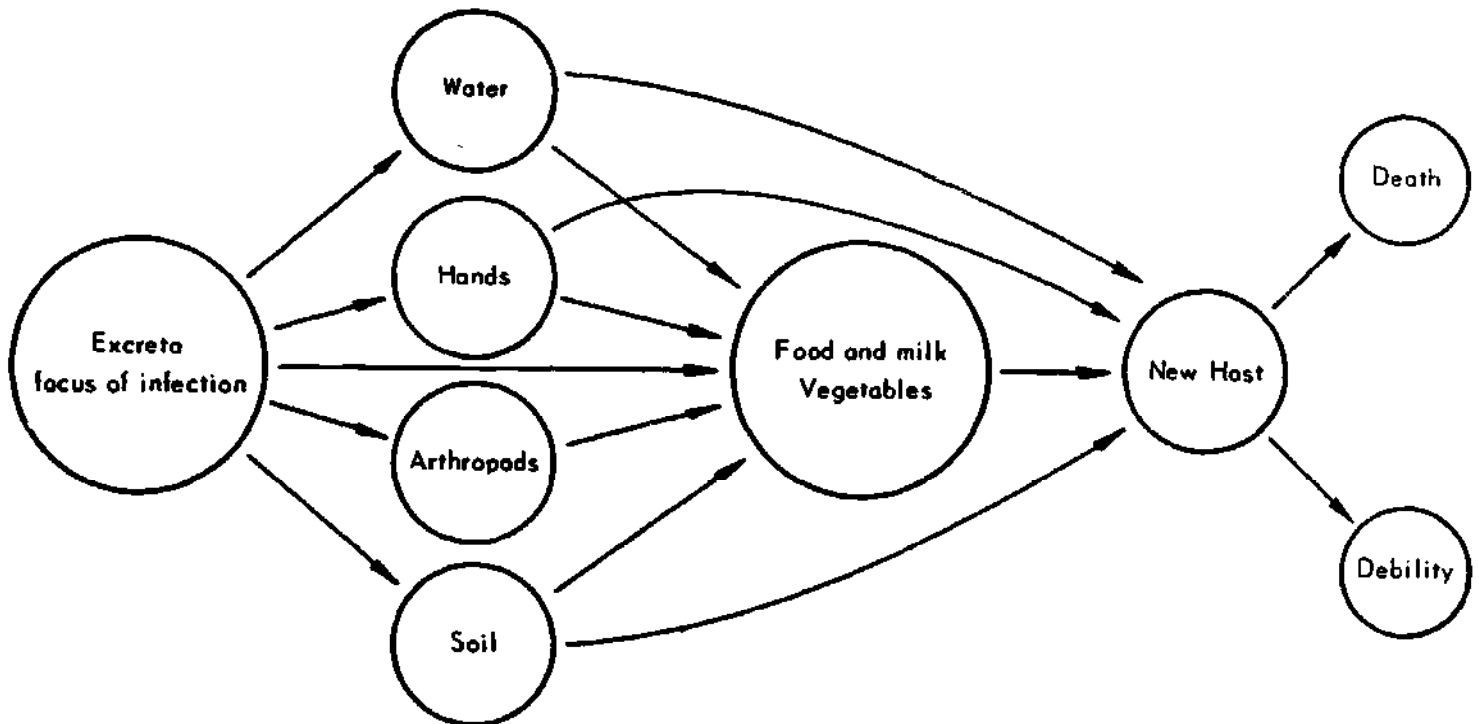 Water
Hands
Excreta
focus of infection
Arthropods
Soil
Food and milk
Vegetables
New Host
Death
Debility